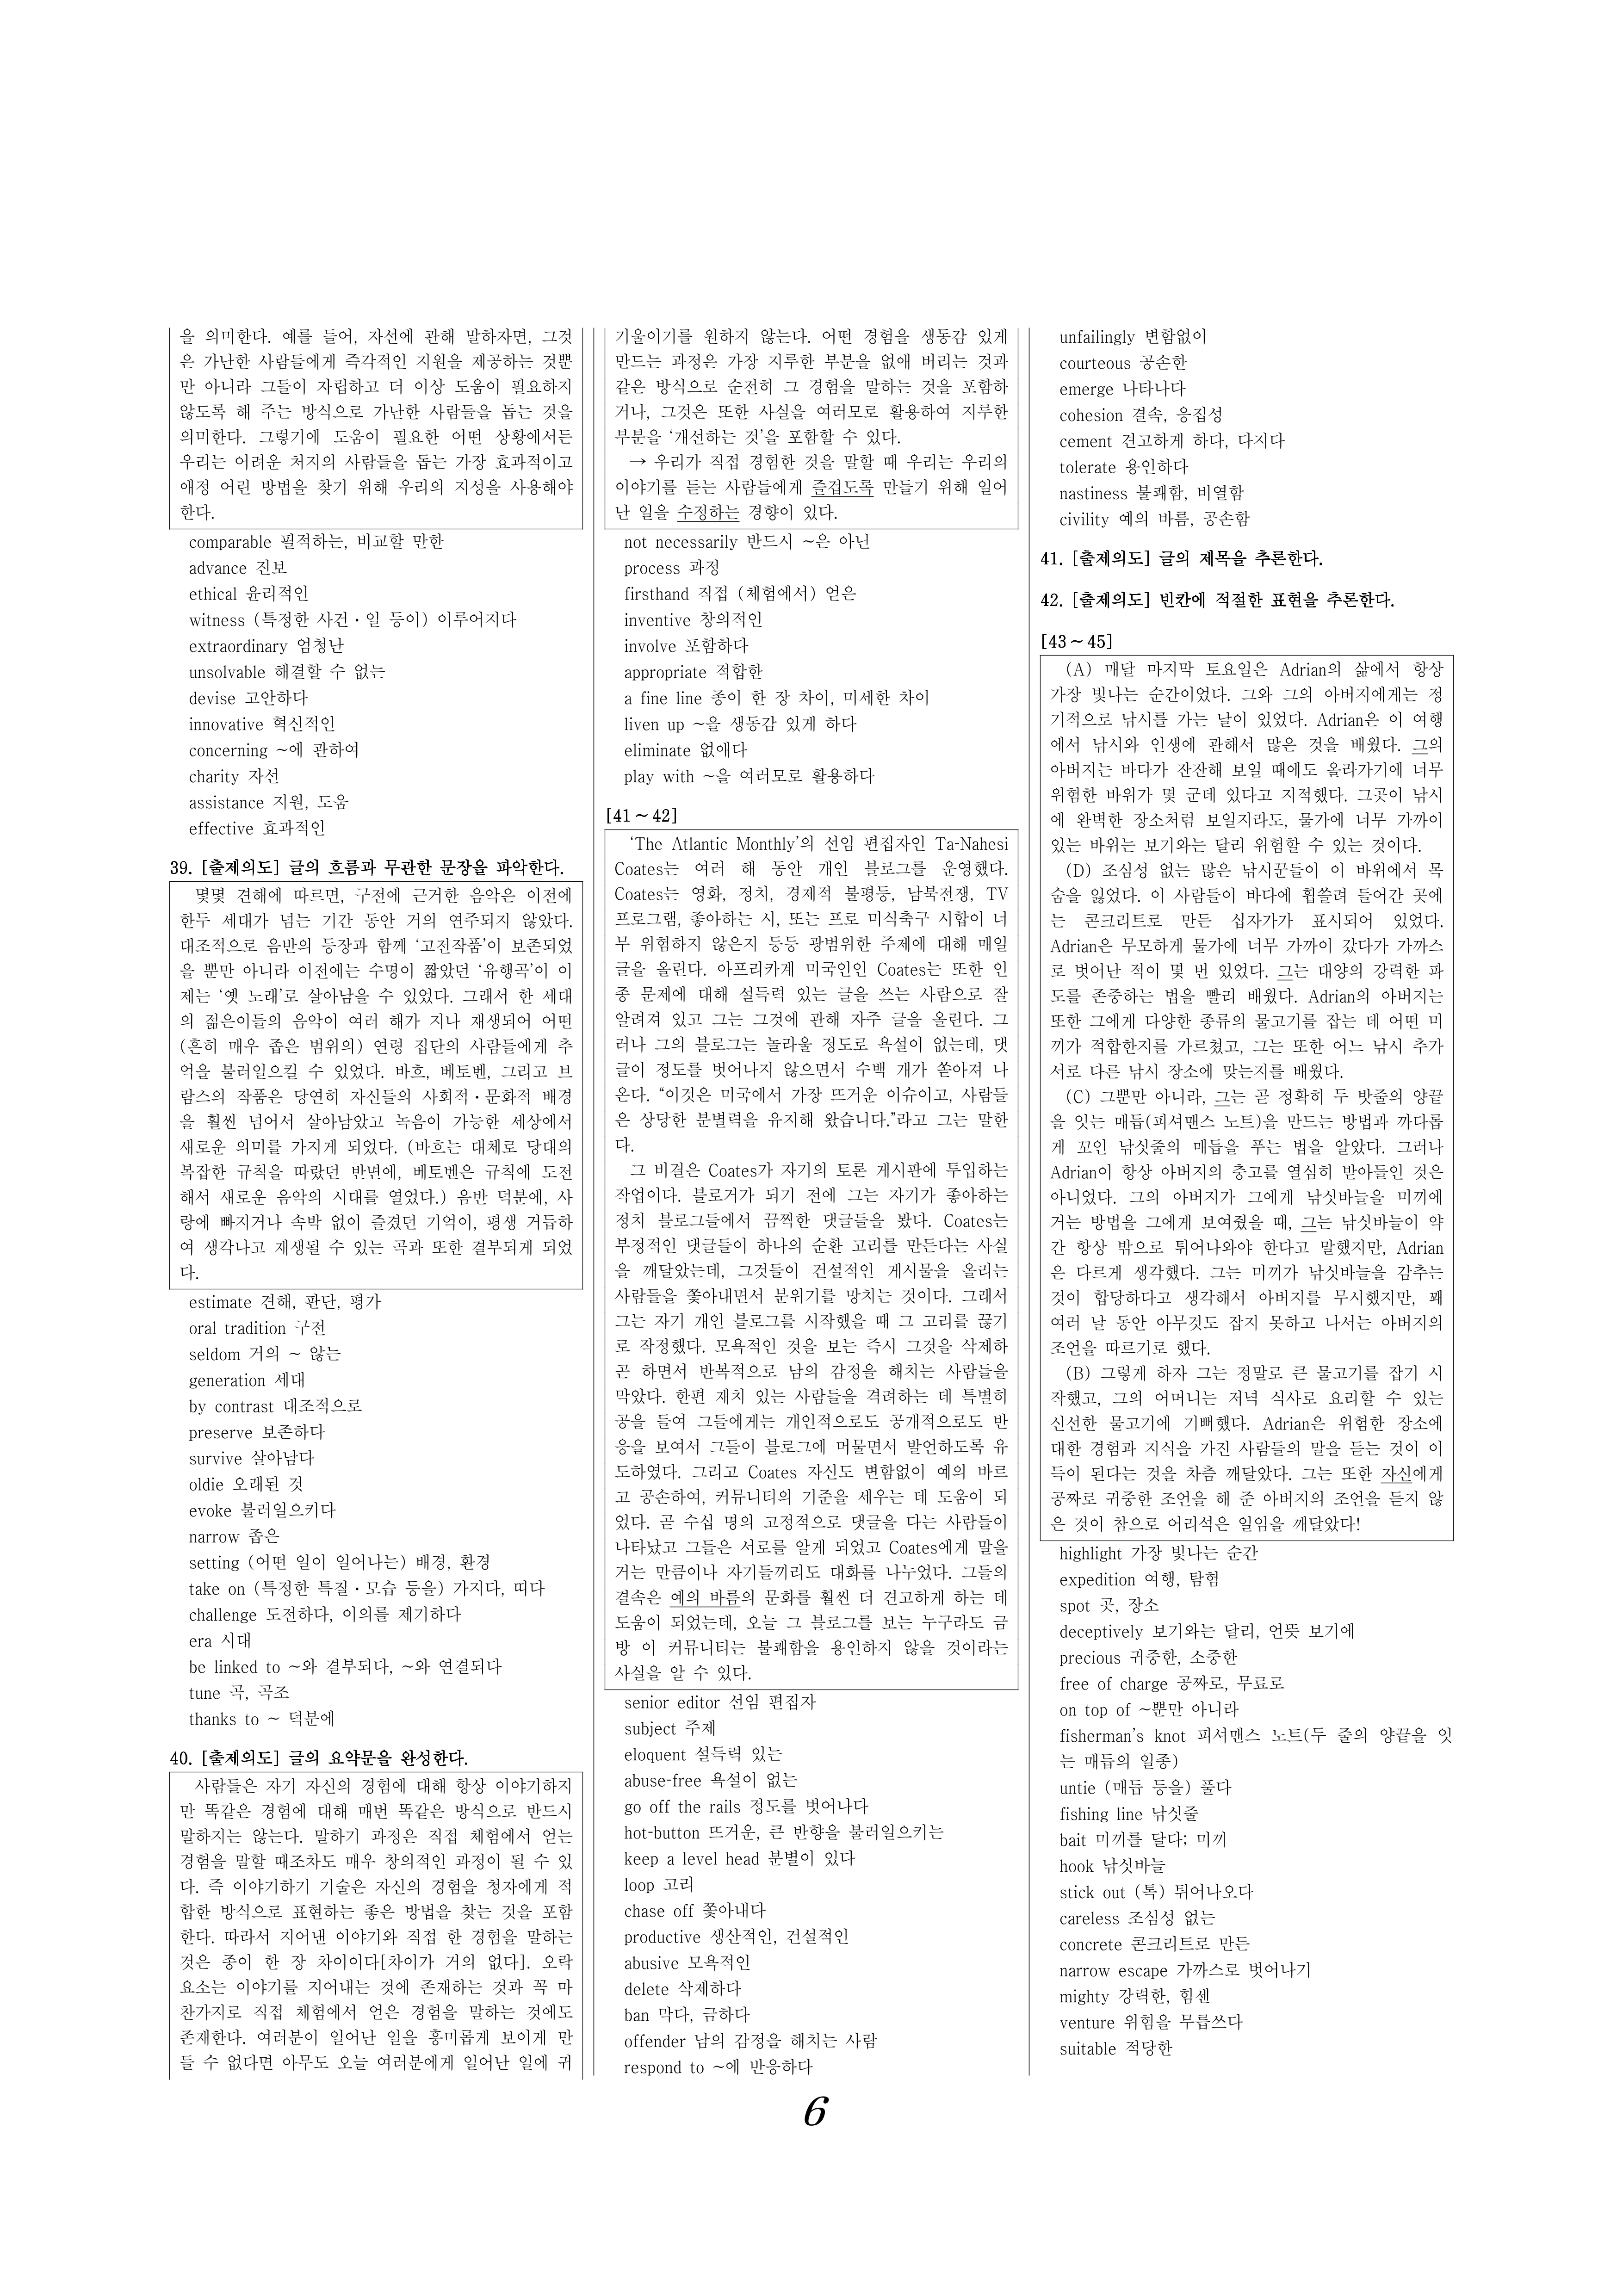 을 의미한다. 예를 들어, 자선에 관해 말하자면, 그것
은 가난한 사람들에게 즉각적인 지원을 제공하는 것뿐
만 아니라 그들이 자립하고 더 이상 도움이 필요하지
않도록 해 주는 방식으로 가난한 사람들을 돕는 것을
의미한다. 그렇기에 도움이 필요한 어떤 상황에서든
우리는 어려운 처지의 사람들을 돕는 가장 효과적이고
애정 어린 방법을 찾기 위해 우리의 지성을 사용해야
한다.
comparable 필적하는, 비교할 만한
advance 진보
ethical 윤리적인
witness (특정한 사건·일 등이) 이루어지다
extraordinary 엄청난
unsolvable 해결할 수 없는
devise 고안하다
innovative 혁신적인
concerning ~에 관하여
charity 자선
assistance 지원, 도움
effective 효과적인
39. [출제의도] 글의 흐름과 무관한 문장을 파악한다.
몇몇 견해에 따르면, 구전에 근거한 음악은 이전에
한두 세대가 넘는 기간 동안 거의 연주되지 않았다.
대조적으로 음반의 등장과 함께 ‘고전작품’이 보존되었
을 뿐만 아니라 이전에는 수명이 짧았던 ‘유행곡’이 이
제는 ‘옛 노래’로 살아남을 수 있었다. 그래서 한 세대
의 젊은이들의 음악이 여러 해가 지나 재생되어 어떤
(흔히 매우 좁은 범위의) 연령 집단의 사람들에게 추
억을 불러일으킬 수 있었다. 바흐, 베토벤, 그리고 브
람스의 작품은 당연히 자신들의 사회적·문화적 배경
을 훨씬 넘어서 살아남았고 녹음이 가능한 세상에서
새로운 의미를 가지게 되었다. (바흐는 대체로 당대의
복잡한 규칙을 따랐던 반면에, 베토벤은 규칙에 도전
해서 새로운 음악의 시대를 열었다.) 음반 덕분에, 사
랑에 빠지거나 속박 없이 즐겼던 기억이, 평생 거듭하
여 생각나고 재생될 수 있는 곡과 또한 결부되게 되었
다.
estimate 견해, 판단, 평가
oral tradition 구전
seldom 거의 ~ 않는
generation 세대
by contrast 대조적으로
preserve 보존하다
survive 살아남다
oldie 오래된 것
evoke 불러일으키다
narrow 좁은
setting (어떤 일이 일어나는) 배경, 환경
take on (특정한 특질·모습 등을) 가지다, 띠다
challenge 도전하다, 이의를 제기하다
era 시대
be linked to ~와 결부되다, ~와 연결되다
tune 곡, 곡조
thanks to ~ 덕분에
40. [출제의도] 글의 요약문을 완성한다.
사람들은 자기 자신의 경험에 대해 항상 이야기하지
만 똑같은 경험에 대해 매번 똑같은 방식으로 반드시
말하지는 않는다. 말하기 과정은 직접 체험에서 얻는
경험을 말할 때조차도 매우 창의적인 과정이 될 수 있
다. 즉 이야기하기 기술은 자신의 경험을 청자에게 적
합한 방식으로 표현하는 좋은 방법을 찾는 것을 포함
한다. 따라서 지어낸 이야기와 직접 한 경험을 말하는
것은 종이 한 장 차이이다[차이가 거의 없다]. 오락
요소는 이야기를 지어내는 것에 존재하는 것과 꼭 마
찬가지로 직접 체험에서 얻은 경험을 말하는 것에도
존재한다. 여러분이 일어난 일을 흥미롭게 보이게 만
들 수 없다면 아무도 오늘 여러분에게 일어난 일에 귀
기울이기를 원하지 않는다. 어떤 경험을 생동감 있게
만드는 과정은 가장 지루한 부분을 없애 버리는 것과
같은 방식으로 순전히 그 경험을 말하는 것을 포함하
거나, 그것은 또한 사실을 여러모로 활용하여 지루한
부분을 ‘개선하는 것’을 포함할 수 있다.
→ 우리가 직접 경험한 것을 말할 때 우리는 우리의
이야기를 듣는 사람들에게 즐겁도록 만들기 위해 일어
난 일을 수정하는 경향이 있다.
not necessarily 반드시 ~은 아닌
process 과정
firsthand 직접 (체험에서) 얻은
inventive 창의적인
involve 포함하다
appropriate 적합한
a fine line 종이 한 장 차이, 미세한 차이
liven up ~을 생동감 있게 하다
eliminate 없애다
play with ~을 여러모로 활용하다
[41~42]
‘The Atlantic Monthly’의 선임 편집자인 Ta-Nahesi
Coates는 여러 해 동안 개인 블로그를 운영했다.
Coates는 영화, 정치, 경제적 불평등, 남북전쟁, TV
프로그램, 좋아하는 시, 또는 프로 미식축구 시합이 너
무 위험하지 않은지 등등 광범위한 주제에 대해 매일
글을 올린다. 아프리카계 미국인인 Coates는 또한 인
종 문제에 대해 설득력 있는 글을 쓰는 사람으로 잘
알려져 있고 그는 그것에 관해 자주 글을 올린다. 그
러나 그의 블로그는 놀라울 정도로 욕설이 없는데, 댓
글이 정도를 벗어나지 않으면서 수백 개가 쏟아져 나
온다. “이것은 미국에서 가장 뜨거운 이슈이고, 사람들
은 상당한 분별력을 유지해 왔습니다.”라고 그는 말한
다.
그 비결은 Coates가 자기의 토론 게시판에 투입하는
작업이다. 블로거가 되기 전에 그는 자기가 좋아하는
정치 블로그들에서 끔찍한 댓글들을 봤다. Coates는
부정적인 댓글들이 하나의 순환 고리를 만든다는 사실
을 깨달았는데, 그것들이 건설적인 게시물을 올리는
사람들을 쫓아내면서 분위기를 망치는 것이다. 그래서
그는 자기 개인 블로그를 시작했을 때 그 고리를 끊기
로 작정했다. 모욕적인 것을 보는 즉시 그것을 삭제하
곤 하면서 반복적으로 남의 감정을 해치는 사람들을
막았다. 한편 재치 있는 사람들을 격려하는 데 특별히
공을 들여 그들에게는 개인적으로도 공개적으로도 반
응을 보여서 그들이 블로그에 머물면서 발언하도록 유
도하였다. 그리고 Coates 자신도 변함없이 예의 바르
고 공손하여, 커뮤니티의 기준을 세우는 데 도움이 되
었다. 곧 수십 명의 고정적으로 댓글을 다는 사람들이
나타났고 그들은 서로를 알게 되었고 Coates에게 말을
거는 만큼이나 자기들끼리도 대화를 나누었다. 그들의
결속은 예의 바름의 문화를 훨씬 더 견고하게 하는 데
도움이 되었는데, 오늘 그 블로그를 보는 누구라도 금
방 이 커뮤니티는 불쾌함을 용인하지 않을 것이라는
사실을 알 수 있다.
senior editor 선임 편집자
subject 주제
eloquent 설득력 있는
abuse-free 욕설이 없는
go off the rails 정도를 벗어나다
hot-button 뜨거운, 큰 반향을 불러일으키는
keep a level head 분별이 있다
loop 고리
chase off 쫓아내다
productive 생산적인, 건설적인
abusive 모욕적인
delete 삭제하다
ban 막다, 금하다
offender 남의 감정을 해치는 사람
respond to ~에 반응하다
unfailingly 변함없이
courteous 공손한
emerge 나타나다
cohesion 결속, 응집성
cement 견고하게 하다, 다지다
tolerate 용인하다
nastiness 불쾌함, 비열함
civility 예의 바름, 공손함
41. [출제의도] 글의 제목을 추론한다.
42. [출제의도] 빈칸에 적절한 표현을 추론한다.
[43~45]
(A) 매달 마지막 토요일은 Adrian의 삶에서 항상
가장 빛나는 순간이었다. 그와 그의 아버지에게는 정
기적으로 낚시를 가는 날이 있었다. Adrian은 이 여행
에서 낚시와 인생에 관해서 많은 것을 배웠다. 그의
아버지는 바다가 잔잔해 보일 때에도 올라가기에 너무
위험한 바위가 몇 군데 있다고 지적했다. 그곳이 낚시
에 완벽한 장소처럼 보일지라도, 물가에 너무 가까이
있는 바위는 보기와는 달리 위험할 수 있는 것이다.
(D) 조심성 없는 많은 낚시꾼들이 이 바위에서 목
숨을 잃었다. 이 사람들이 바다에 휩쓸려 들어간 곳에
는 콘크리트로 만든 십자가가 표시되어 있었다.
Adrian은 무모하게 물가에 너무 가까이 갔다가 가까스
로 벗어난 적이 몇 번 있었다. 그는 대양의 강력한 파
도를 존중하는 법을 빨리 배웠다. Adrian의 아버지는
또한 그에게 다양한 종류의 물고기를 잡는 데 어떤 미
끼가 적합한지를 가르쳤고, 그는 또한 어느 낚시 추가
서로 다른 낚시 장소에 맞는지를 배웠다.
(C) 그뿐만 아니라, 그는 곧 정확히 두 밧줄의 양끝
을 잇는 매듭(피셔맨스 노트)을 만드는 방법과 까다롭
게 꼬인 낚싯줄의 매듭을 푸는 법을 알았다. 그러나
Adrian이 항상 아버지의 충고를 열심히 받아들인 것은
아니었다. 그의 아버지가 그에게 낚싯바늘을 미끼에
거는 방법을 그에게 보여줬을 때, 그는 낚싯바늘이 약
간 항상 밖으로 튀어나와야 한다고 말했지만, Adrian
은 다르게 생각했다. 그는 미끼가 낚싯바늘을 감추는
것이 합당하다고 생각해서 아버지를 무시했지만, 꽤
여러 날 동안 아무것도 잡지 못하고 나서는 아버지의
조언을 따르기로 했다.
(B) 그렇게 하자 그는 정말로 큰 물고기를 잡기 시
작했고, 그의 어머니는 저녁 식사로 요리할 수 있는
신선한 물고기에 기뻐했다. Adrian은 위험한 장소에
대한 경험과 지식을 가진 사람들의 말을 듣는 것이 이
득이 된다는 것을 차츰 깨달았다. 그는 또한 자신에게
공짜로 귀중한 조언을 해 준 아버지의 조언을 듣지 않
은 것이 참으로 어리석은 일임을 깨달았다!
highlight 가장 빛나는 순간
expedition 여행, 탐험
spot 곳, 장소
deceptively 보기와는 달리, 언뜻 보기에
precious 귀중한, 소중한
free of charge 공짜로, 무료로
on top of ~뿐만 아니라
fisherman’s knot 피셔맨스 노트(두 줄의 양끝을 잇
는 매듭의 일종)
untie (매듭 등을) 풀다
fishing line 낚싯줄
bait 미끼를 달다; 미끼
hook 낚싯바늘
stick out (툭) 튀어나오다
careless 조심성 없는
concrete 콘크리트로 만든
narrow escape 가까스로 벗어나기
mighty 강력한, 힘센
venture 위험을 무릅쓰다
suitable 적당한
6